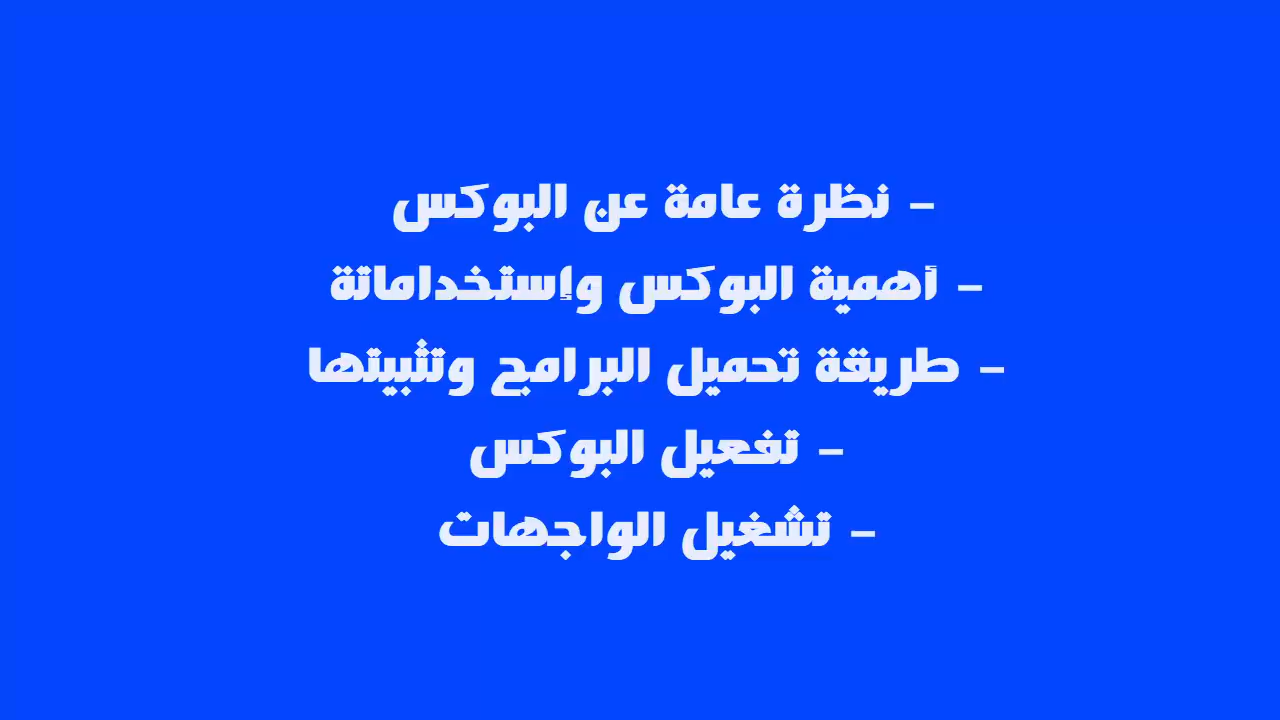 - نظرة عامة عن البوكس
- أهمية البوكس وإستخداماتة
- طريقة تحميل البرامج وتثبيتها
- تفعيل البوكس
- تشغيل الواجهات